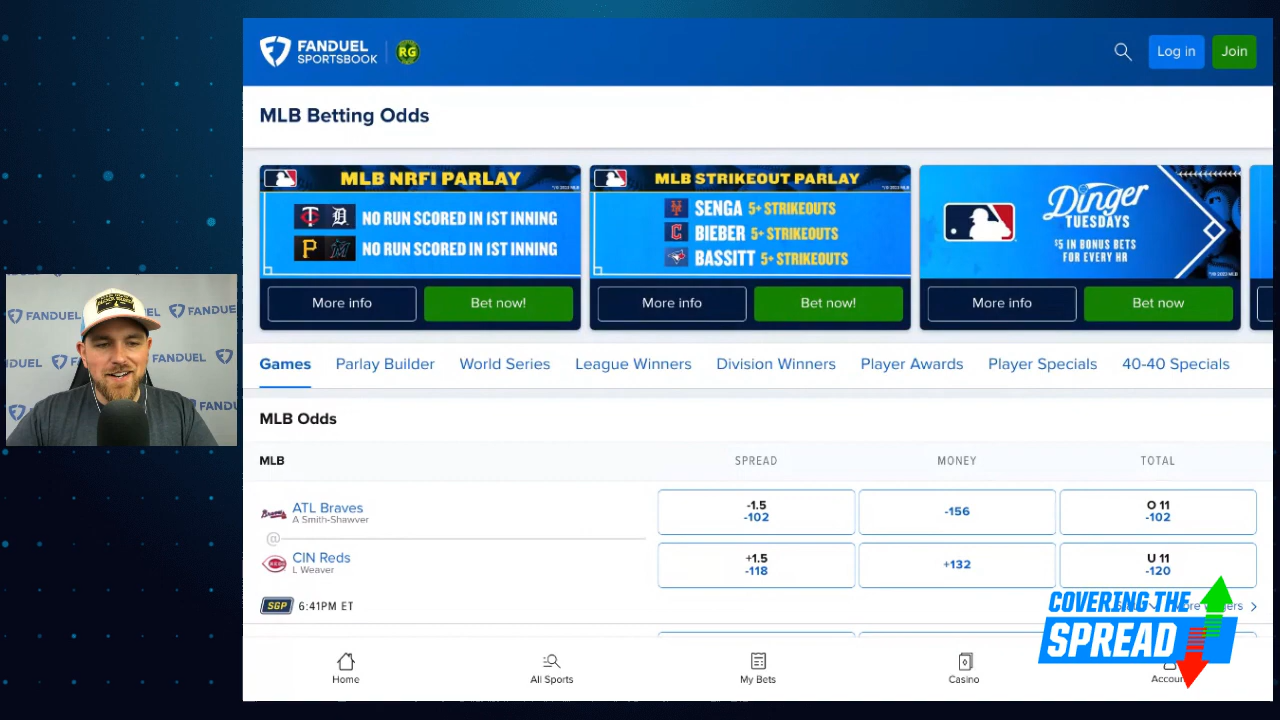 FANDUEL
SPORTSBOOK
RG
Log in
Join
MLB Betting Odds
MLB NRFI PARLAY
NO RUN SCORED IN 1ST INNING
NO RUN SCORED IN 1ST INNING
More info
Bet now!
MLB STRIKEOUT PARLAY
SENGA 5+ STRIKEOUTS
BIEBER 5+ STRIKEOUTS
BASSITT 5+ STRIKEOUTS
More info
Bet now!
Dinger
TUESDAYS
$5 IN BONUS BETS
FOR EVERY HR
More info
Bet now
Games
Parlay Builder
World Series
League Winners
Division Winners
Player Awards
Player Specials
40-40 Specials
MLB Odds
MLB
SPREAD
MONEY
TOTAL
ATL Braves
A Smith-Shawver
-1.5
-102
-156
O 11
-102
@
CIN Reds
L Weaver
+1.5
-118
+132
U 11
-120
SGP
6:41PM ET
COVERING THE
SPREAD
Home
All Sports
My Bets
Casino
FANDUEL
FANDUEL